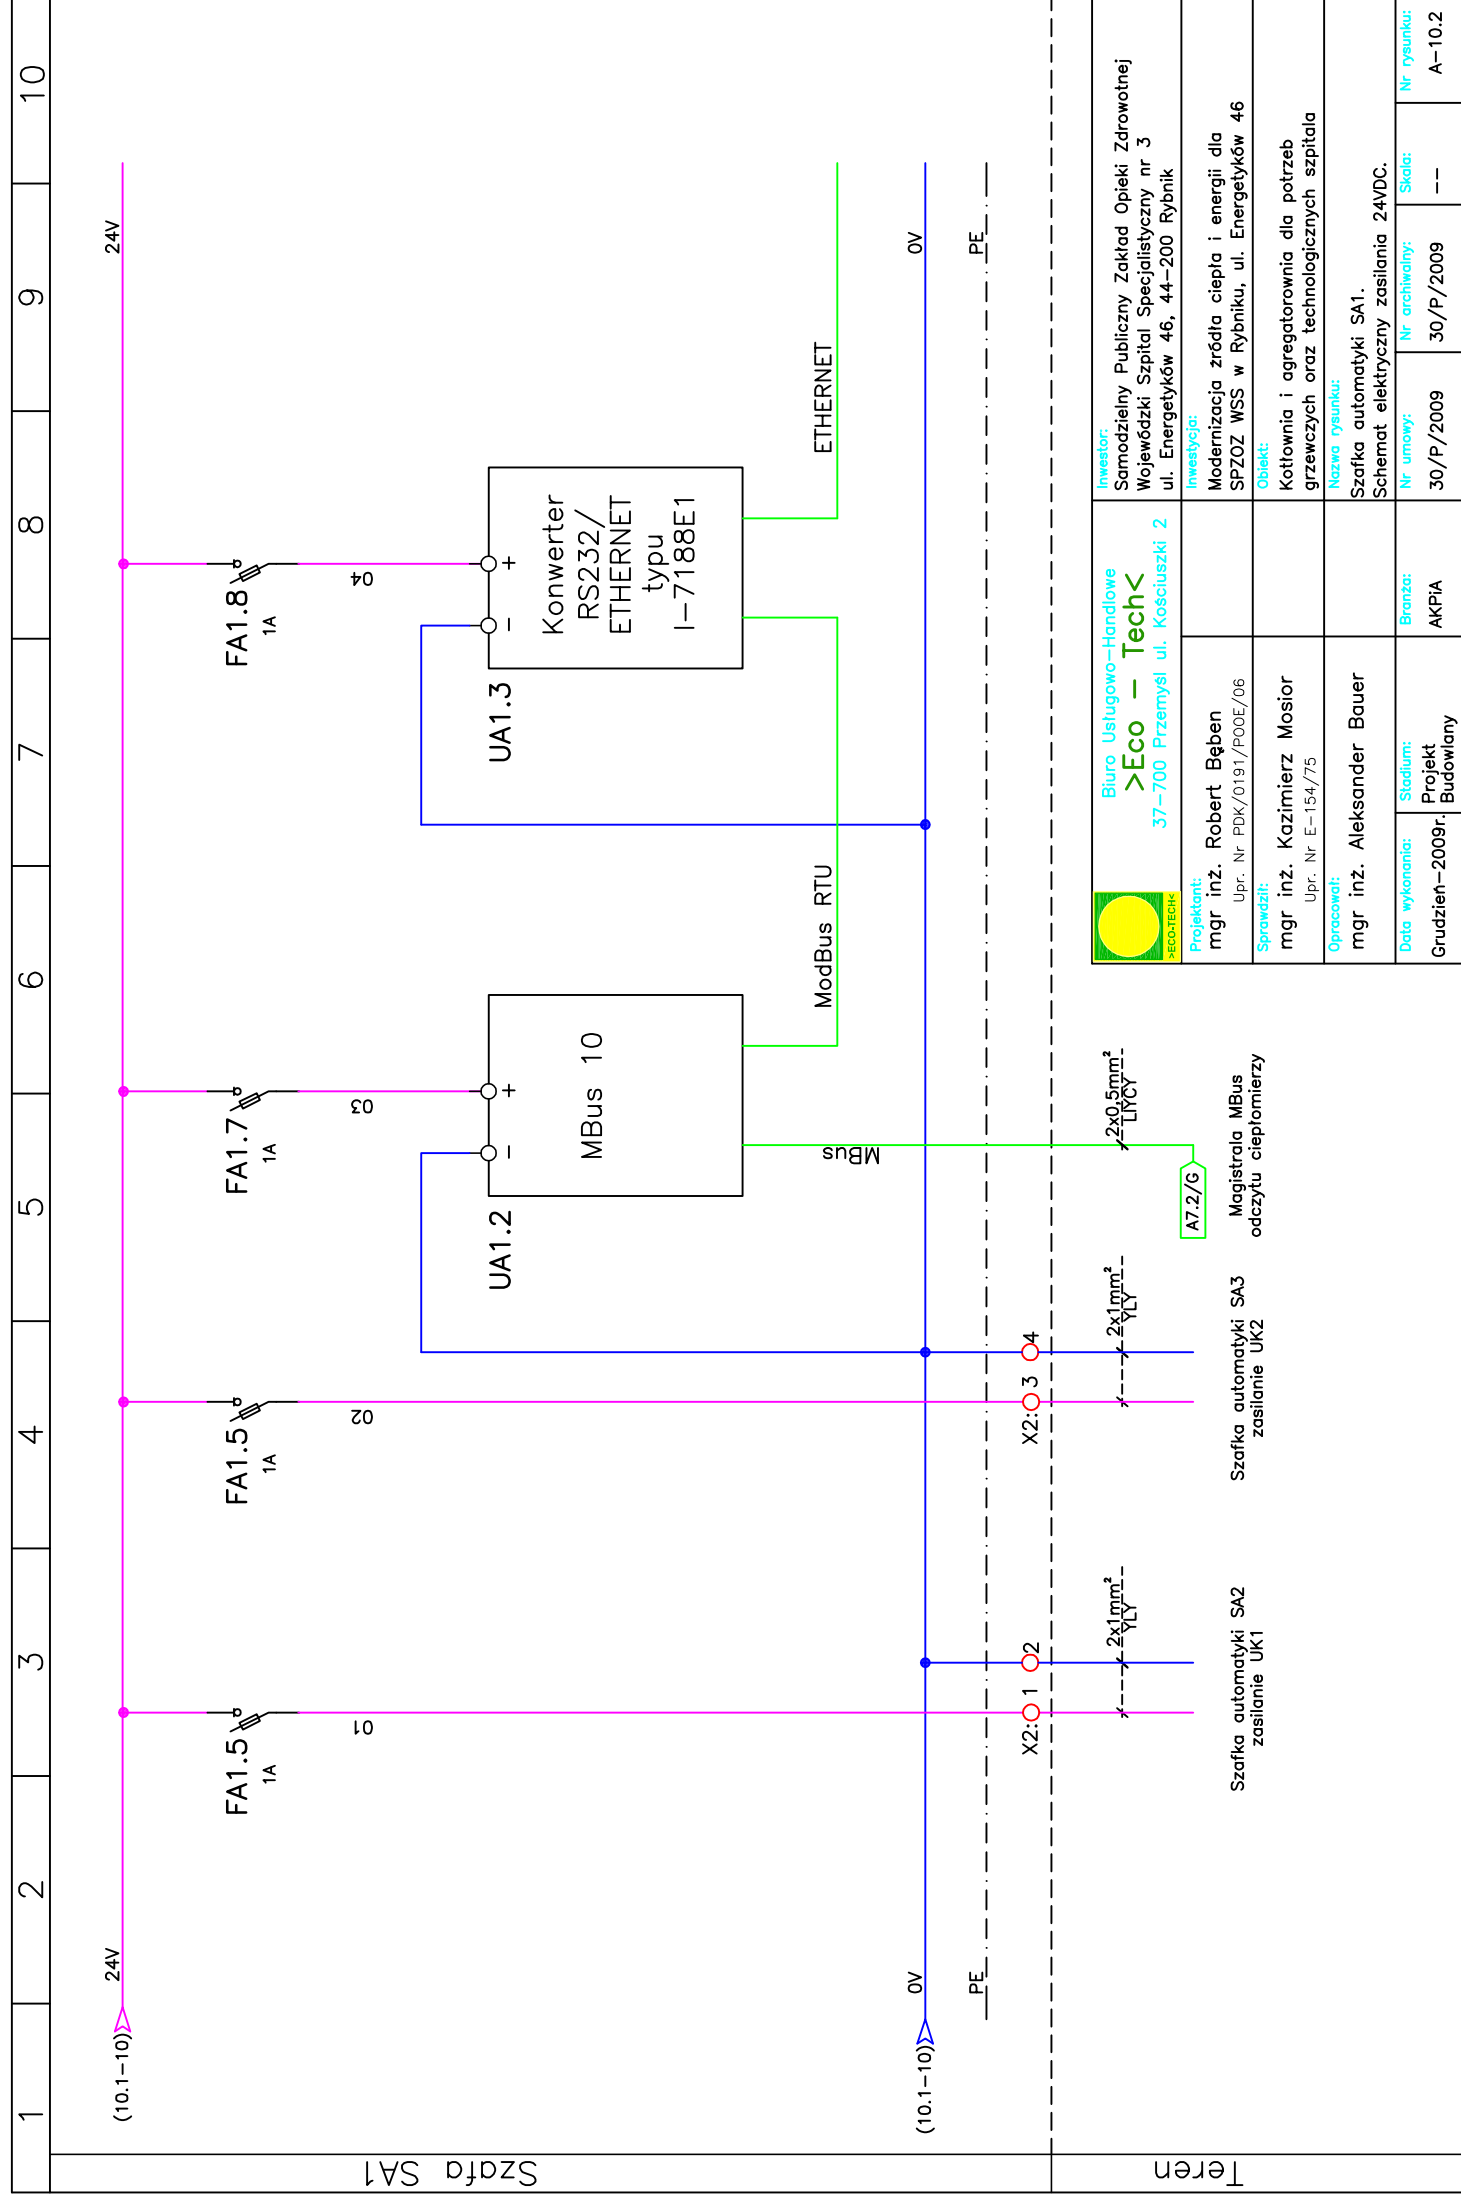 1
2
3
4
5
6
7
8
9
10
Szafa SA1
Teren
(10.1-10)
24V
24V
FA1.5
1A
01
FA1.5
1A
02
FA1.7
1A
03
FA1.8
1A
04
UA1.2
- +
MBus 10
UA1.3
- +
Konwerter
RS232/
ETHERNET
typu
I-7188E1
MBus
ModBus RTU
ETHERNET
(10.1-10)
0V
0V
PE
PE
X2: 1 2
X2: 3 4
2x1mm²
YLY
2x1mm²
YLY
2x0,5mm²
LIYCY
A7.2/G
Szafka automatyki SA2
zasilanie UK1
Szafka automatyki SA3
zasilanie UK2
Magistrala MBus
odczytu ciepłomierzy
>ECO-TECH<
Biuro Usługowo-Handlowe
>Eco - Tech<
37-700 Przemyśl ul. Kościuszki 2
Projektant:
mgr inż. Robert Bęben
Upr. Nr PDK/0191/POOE/06
Sprawdził:
mgr inż. Kazimierz Mosior
Upr. Nr E-154/75
Opracował:
mgr inż. Aleksander Bauer
Data wykonania:
Grudzień-2009r.
Stadium:
Projekt
Budowlany
Branża:
AKPiA
Inwestor:
Samodzielny Publiczny Zakład Opieki Zdrowotnej
Wojewódzki Szpital Specjalistyczny nr 3
ul. Energetyków 46, 44-200 Rybnik
Inwestycja:
Modernizacja źródła ciepła i energii dla
SPZOZ WSS w Rybniku, ul. Energetyków 46
Obiekt:
Kotłownia i agregatorownia dla potrzeb
grzewczych oraz technologicznych szpitala
Nazwa rysunku:
Szafka automatyki SA1.
Schemat elektryczny zasilania 24VDC.
Nr umowy:
30/P/2009
Nr archiwalny:
30/P/2009
Skala:
--
Nr rysunku:
A-10.2